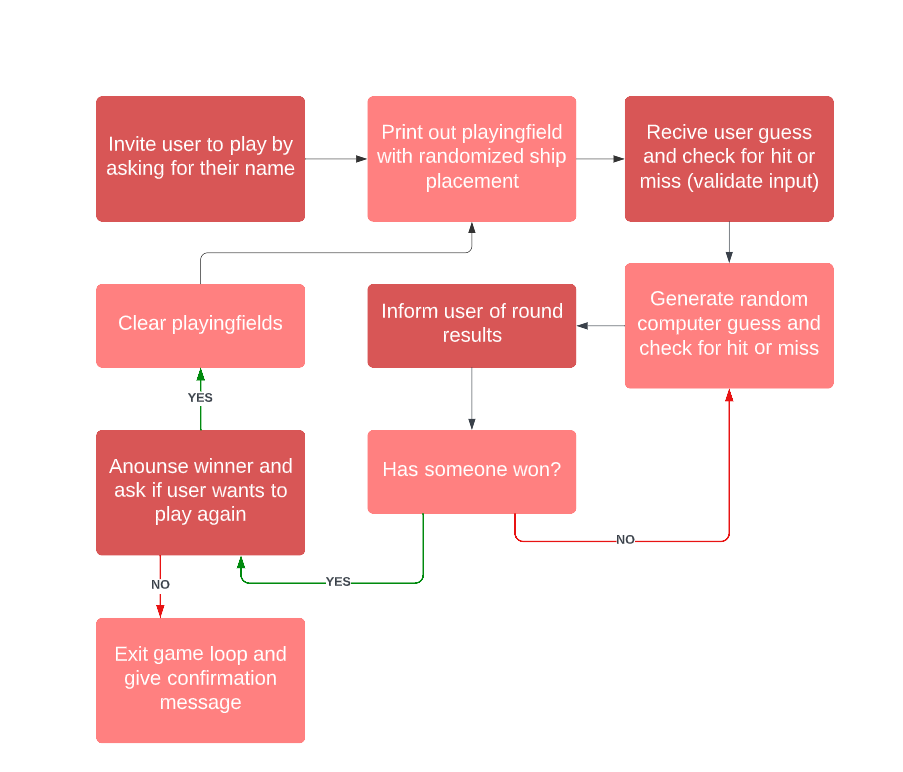 Invite user to play by
asking for their name
Print out playingfield
with randomized ship
placement
Recive user guess
and check for hit or
miss (validate input)
Clear playingfields
Inform user of round
results
Generate random
computer guess and
check for hit or miss
YES
Anounse winner and
ask if user wants to
play again
Has someone won?
NO
YES
NO
Exit game loop and
give confirmation
message